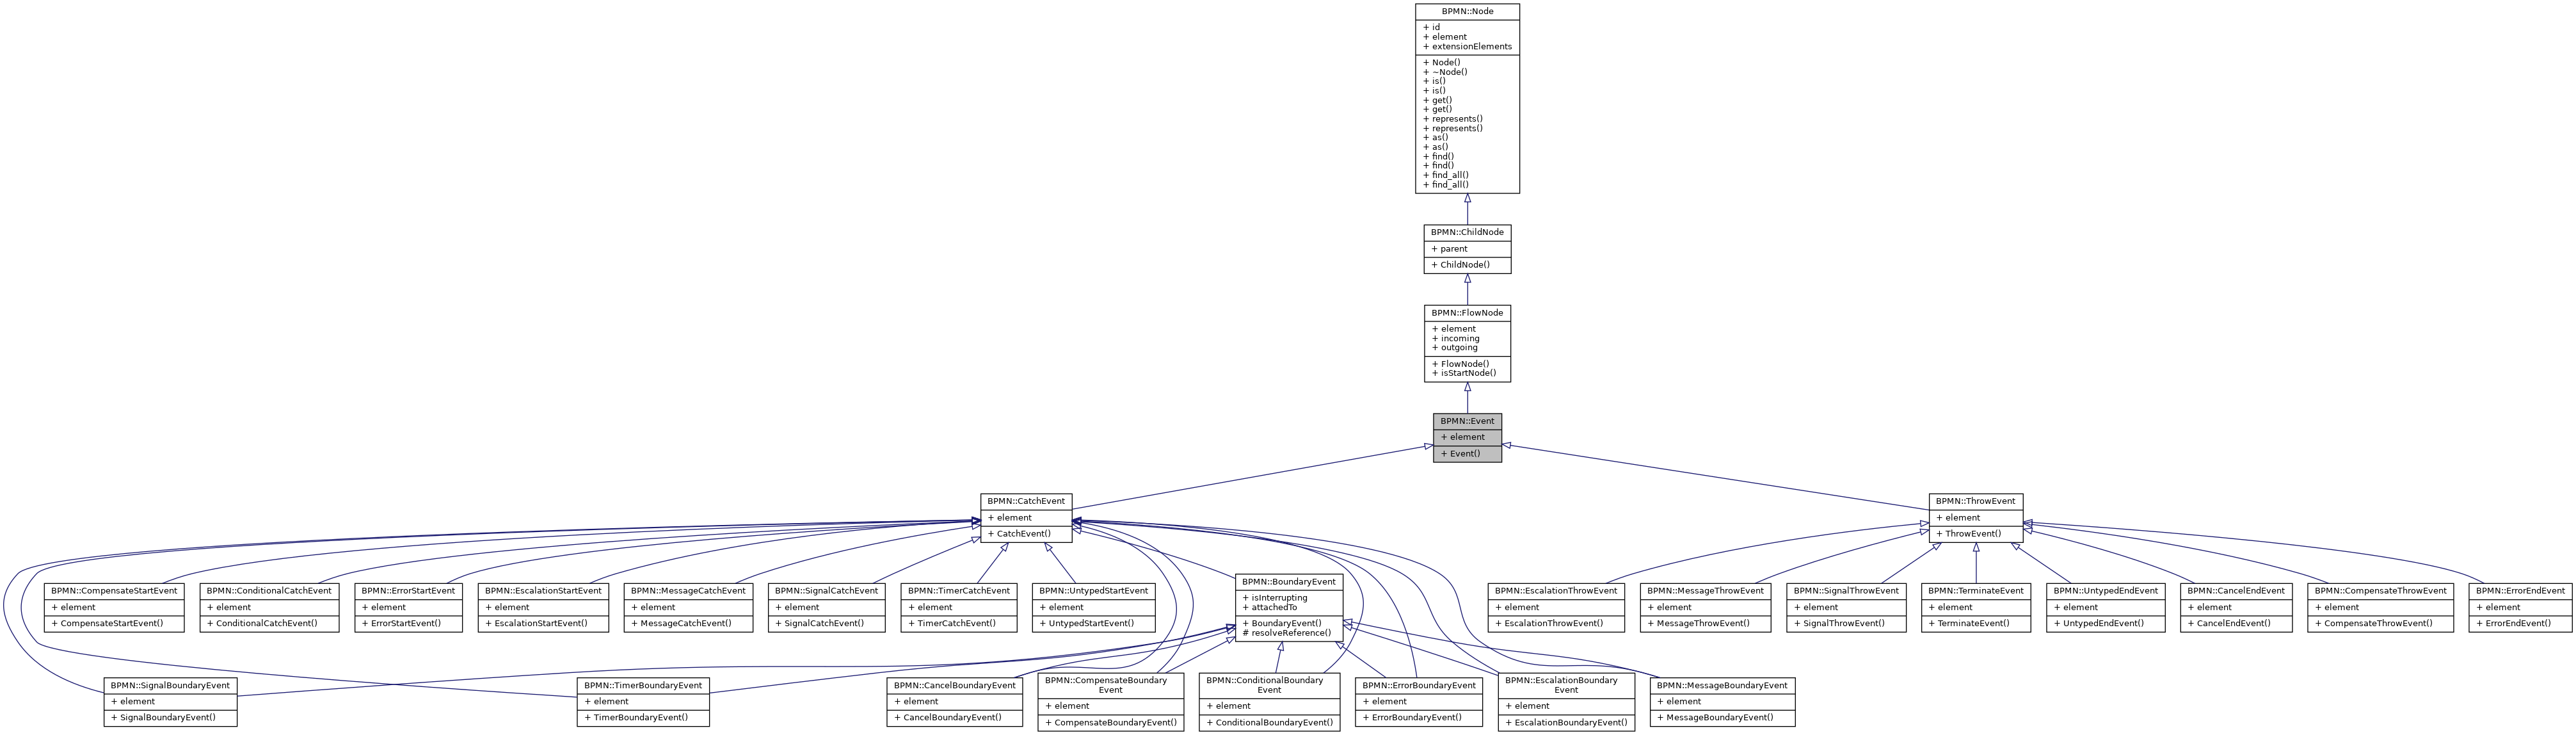 BPMN::Node
+ id
+ element
+ extensionElements
+ Node()
+ ~Node()
+ is()
+ is()
+ get()
+ get()
+ represents()
+ represents()
+ as()
+ as()
+ find()
+ find()
+ find_all()
+ find_all()
BPMN::ChildNode
+ parent
+ ChildNode()
BPMN::FlowNode
+ element
+ incoming
+ outgoing
+ FlowNode()
+ isStartNode()
BPMN::Event
+ element
+ Event()
BPMN::CatchEvent
+ element
+ CatchEvent()
BPMN::ThrowEvent
+ element
+ ThrowEvent()
BPMN::CompensateStartEvent
+ element
+ CompensateStartEvent()
BPMN::ConditionalCatchEvent
+ element
+ ConditionalCatchEvent()
BPMN::ErrorStartEvent
+ element
+ ErrorStartEvent()
BPMN::EscalationStartEvent
+ element
+ EscalationStartEvent()
BPMN::MessageCatchEvent
+ element
+ MessageCatchEvent()
BPMN::SignalCatchEvent
+ element
+ SignalCatchEvent()
BPMN::TimerCatchEvent
+ element
+ TimerCatchEvent()
BPMN::UntypedStartEvent
+ element
+ UntypedStartEvent()
BPMN::BoundaryEvent
+ isInterrupting
+ attachedTo
+ BoundaryEvent()
# resolveReference()
BPMN::EscalationThrowEvent
+ element
+ EscalationThrowEvent()
BPMN::MessageThrowEvent
+ element
+ MessageThrowEvent()
BPMN::SignalThrowEvent
+ element
+ SignalThrowEvent()
BPMN::TerminateEvent
+ element
+ TerminateEvent()
BPMN::UntypedEndEvent
+ element
+ UntypedEndEvent()
BPMN::CancelEndEvent
+ element
+ CancelEndEvent()
BPMN::CompensateThrowEvent
+ element
+ CompensateThrowEvent()
BPMN::ErrorEndEvent
+ element
+ ErrorEndEvent()
BPMN::SignalBoundaryEvent
+ element
+ SignalBoundaryEvent()
BPMN::TimerBoundaryEvent
+ element
+ TimerBoundaryEvent()
BPMN::CancelBoundaryEvent
+ element
+ CancelBoundaryEvent()
BPMN::CompensateBoundary
Event
+ element
+ CompensateBoundaryEvent()
BPMN::ConditionalBoundary
Event
+ element
+ ConditionalBoundaryEvent()
BPMN::ErrorBoundaryEvent
+ element
+ ErrorBoundaryEvent()
BPMN::EscalationBoundary
Event
+ element
+ EscalationBoundaryEvent()
BPMN::MessageBoundaryEvent
+ element
+ MessageBoundaryEvent()